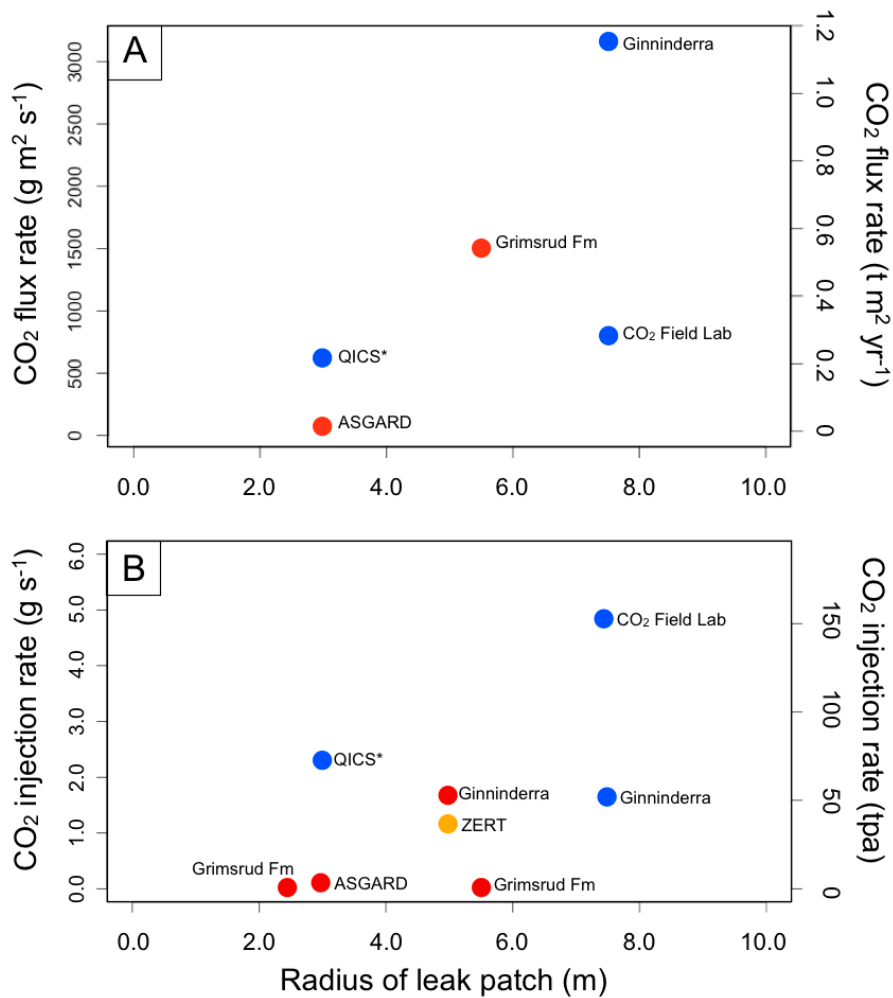 A
CO₂ flux rate (g m² s⁻¹)
3000
2500
2000
1500
1000
500
0
1.2
1.0
0.8
0.6
0.4
0.2
0
CO₂ flux rate (t m² yr⁻¹)
Ginninderra
Grimsrud Fm
CO₂ Field Lab
QICS*
ASGARD
0.0 2.0 4.0 6.0 8.0 10.0
B
CO₂ injection rate (g s⁻¹)
6.0
5.0
4.0
3.0
2.0
1.0
0.0
150
100
50
0
CO₂ injection rate (tpa)
CO₂ Field Lab
QICS*
Ginninderra
Ginninderra
ZERT
Grimsrud Fm
ASGARD
Grimsrud Fm
0.0 2.0 4.0 6.0 8.0 10.0
Radius of leak patch (m)